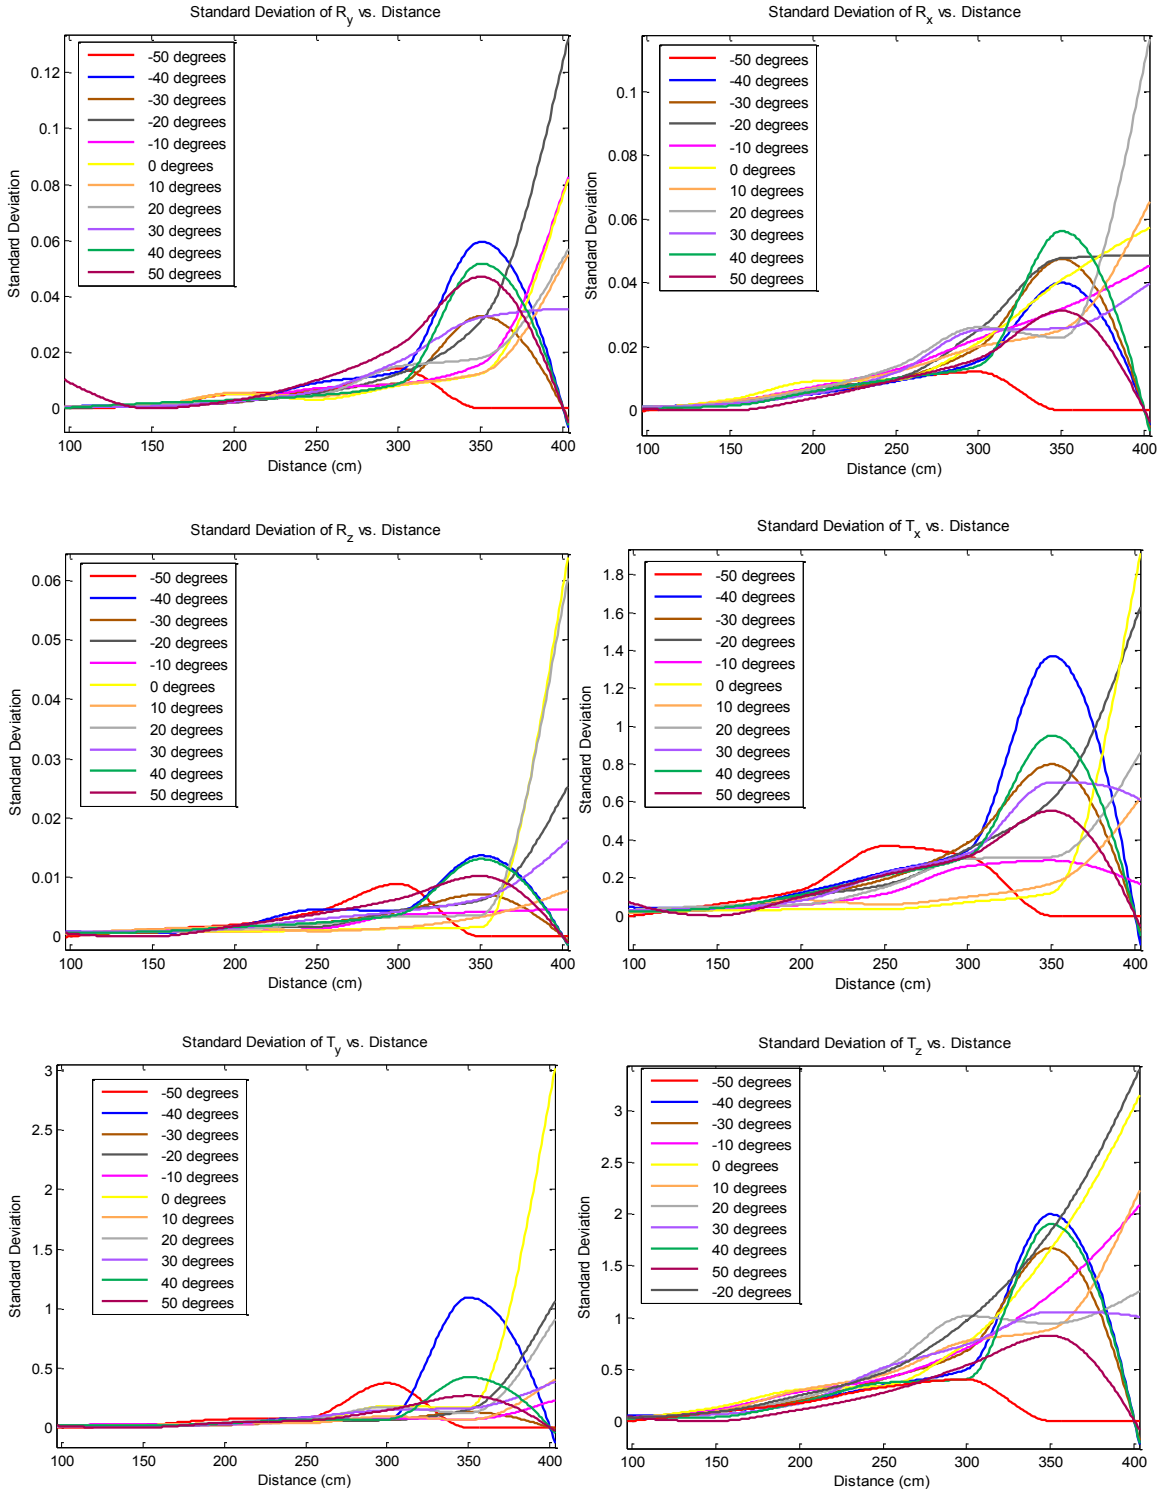 Standard Deviation of Ry vs. Distance
0.12
0.1
0.08
0.06
0.04
0.02
0
Standard Deviation
-50 degrees
-40 degrees
-30 degrees
-20 degrees
-10 degrees
0 degrees
10 degrees
20 degrees
30 degrees
40 degrees
50 degrees
100 150 200 250 300 350 400
Distance (cm)
Standard Deviation of Rx vs. Distance
0.1
0.08
0.06
0.04
0.02
0
Standard Deviation
-50 degrees
-40 degrees
-30 degrees
-20 degrees
-10 degrees
0 degrees
10 degrees
20 degrees
30 degrees
40 degrees
50 degrees
100 150 200 250 300 350 400
Distance (cm)
Standard Deviation of Rz vs. Distance
0.06
0.05
0.04
0.03
0.02
0.01
0
Standard Deviation
-50 degrees
-40 degrees
-30 degrees
-20 degrees
-10 degrees
0 degrees
10 degrees
20 degrees
30 degrees
40 degrees
50 degrees
100 150 200 250 300 350 400
Distance (cm)
Standard Deviation of Tx vs. Distance
1.8
1.6
1.4
1.2
1
0.8
0.6
0.4
0.2
0
Standard Deviation
-50 degrees
-40 degrees
-30 degrees
-20 degrees
-10 degrees
0 degrees
10 degrees
20 degrees
30 degrees
40 degrees
50 degrees
100 150 200 250 300 350 400
Distance (cm)
Standard Deviation of Ty vs. Distance
3
2.5
2
1.5
1
0.5
0
Standard Deviation
-50 degrees
-40 degrees
-30 degrees
-20 degrees
-10 degrees
0 degrees
10 degrees
20 degrees
30 degrees
40 degrees
50 degrees
100 150 200 250 300 350 400
Distance (cm)
Standard Deviation of Tz vs. Distance
3
2.5
2
1.5
1
0.5
0
Standard Deviation
-50 degrees
-40 degrees
-30 degrees
-10 degrees
0 degrees
10 degrees
20 degrees
30 degrees
40 degrees
50 degrees
-20 degrees
100 150 200 250 300 350 400
Distance (cm)